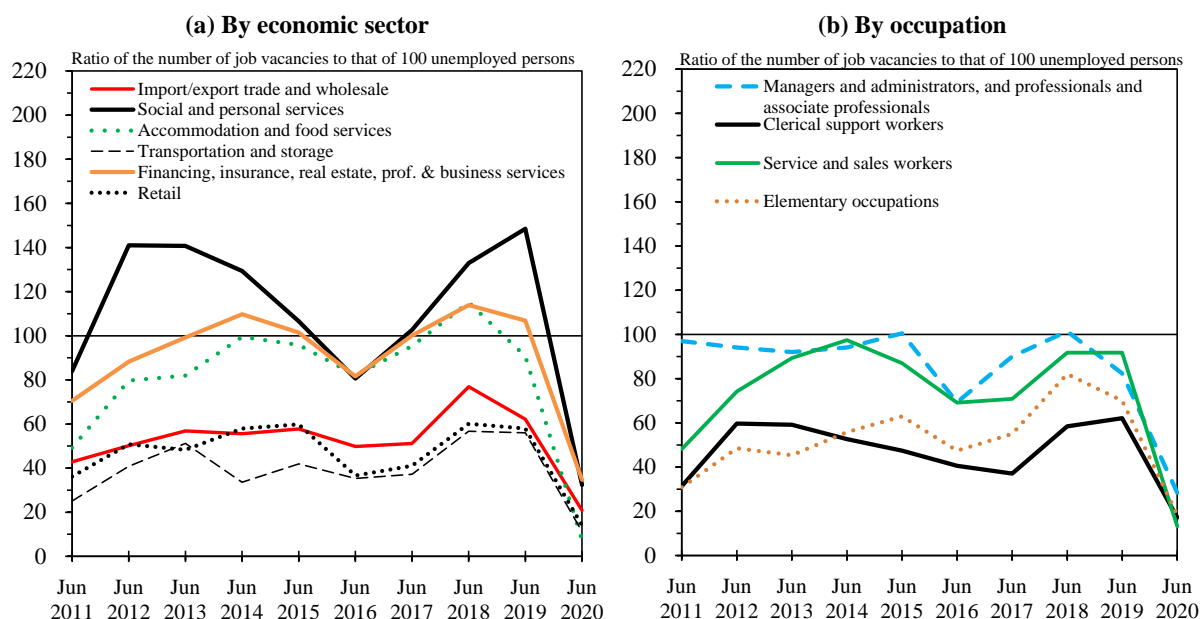 (a) By economic sector
Ratio of the number of job vacancies to that of 100 unemployed persons
220
200
180
160
140
120
100
80
60
40
20
0
Import/export trade and wholesale
Social and personal services
Accommodation and food services
Transportation and storage
Financing, insurance, real estate, prof. & business services
Retail
Jun Jun Jun Jun Jun Jun Jun Jun Jun Jun
2011 2012 2013 2014 2015 2016 2017 2018 2019 2020
(b) By occupation
Ratio of the number of job vacancies to that of 100 unemployed persons
220
200
180
160
140
120
100
80
60
40
20
0
Managers and administrators, and professionals and
associate professionals
Clerical support workers
Service and sales workers
Elementary occupations
Jun Jun Jun Jun Jun Jun Jun Jun Jun Jun
2011 2012 2013 2014 2015 2016 2017 2018 2019 2020